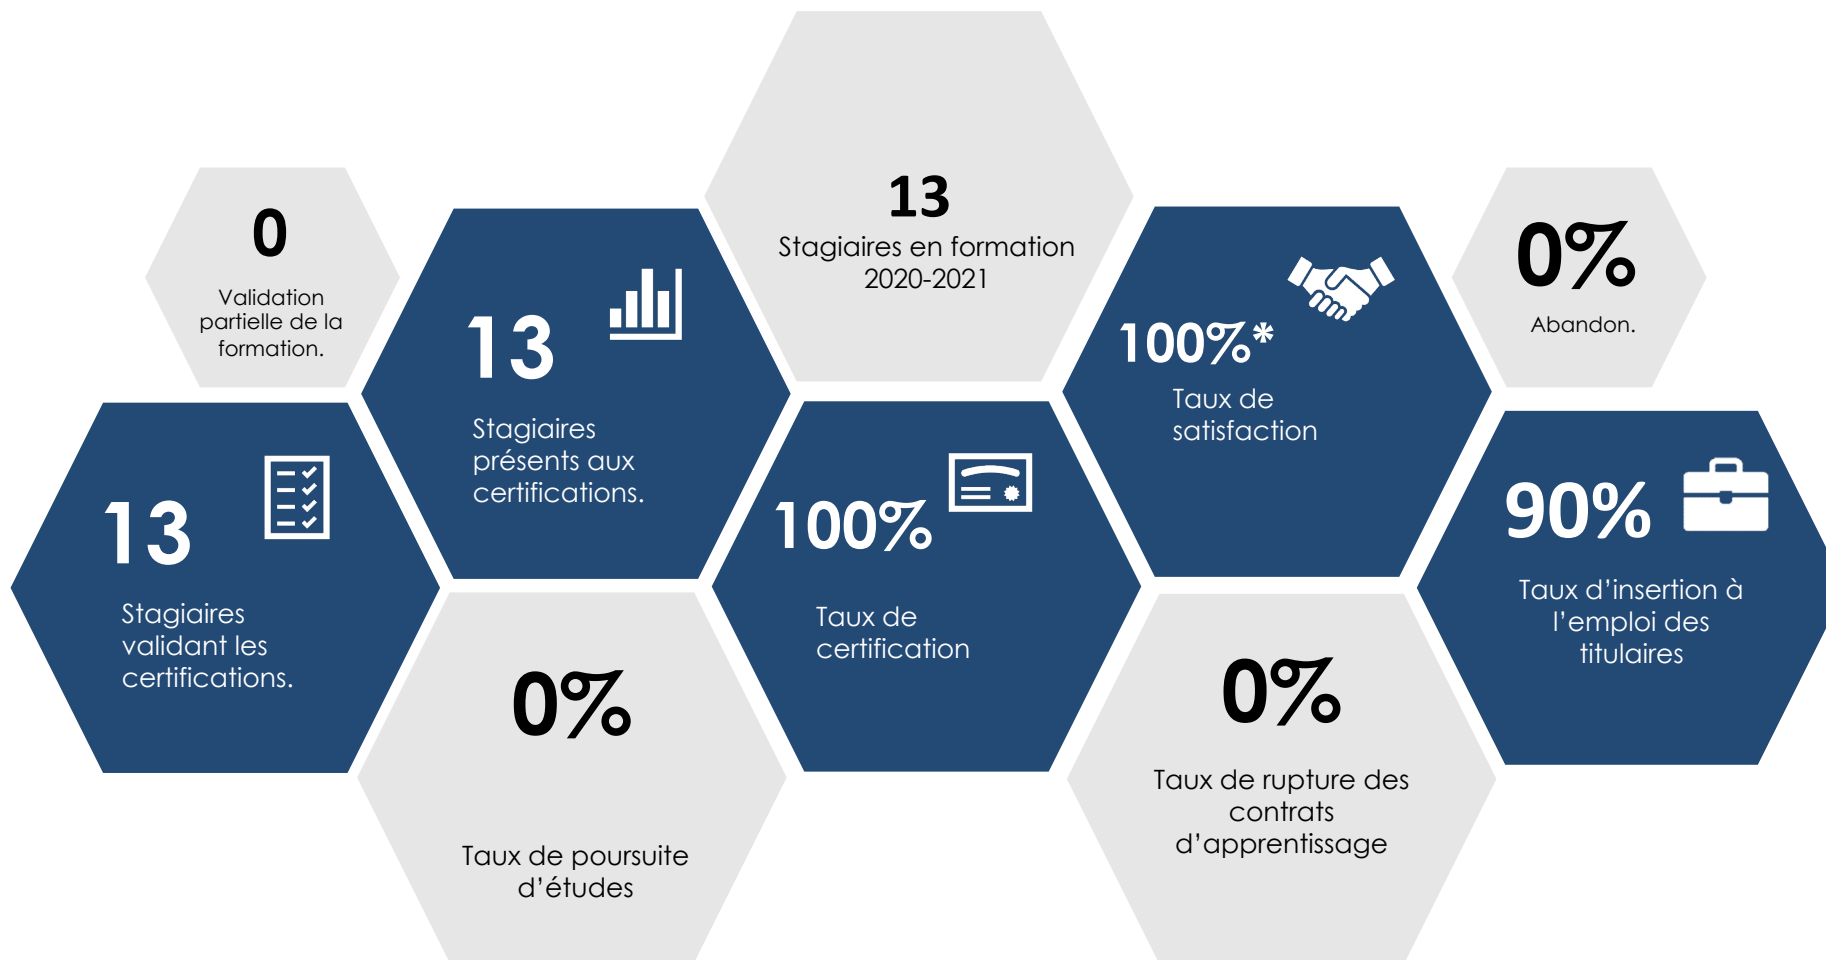 13
Stagiaires en formation
2020-2021
0
Validation
partielle de la
formation.
13
Stagiaires
présents aux
certifications.
100%*
Taux de
satisfaction
0%
Abandon.
13
Stagiaires
validant les
certifications.
100%
Taux de
certification
90%
Taux d’insertion à
l’emploi des
titulaires
0%
Taux de poursuite
d’études
0%
Taux de rupture des
contrats
d’apprentissage